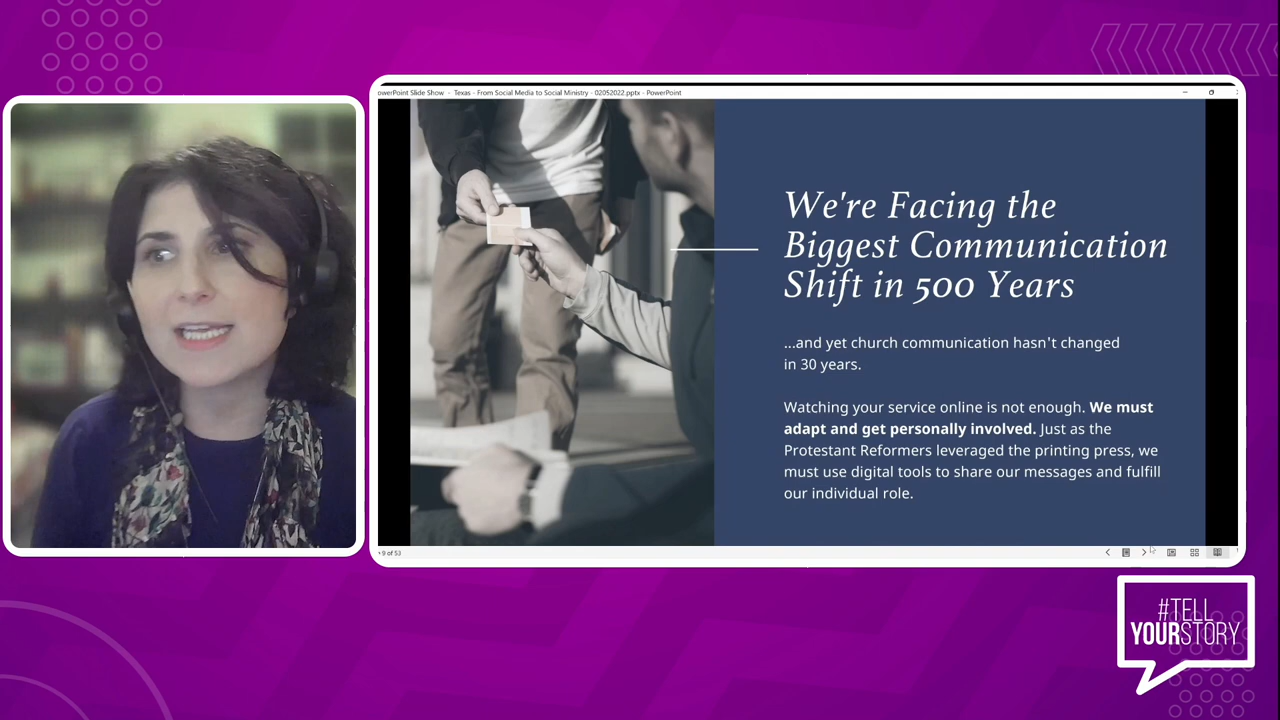 owerPoint Slide Show - Texas - From Social Media to Social Ministry - 02052022.pptx - PowerPoint
We're Facing the
Biggest Communication
Shift in 500 Years
...and yet church communication hasn't changed
in 30 years.
Watching your service online is not enough. We must
adapt and get personally involved. Just as the
Protestant Reformers leveraged the printing press, we
must use digital tools to share our messages and fulfill
our individual role.
9 of 53
#TELL
YOURSTORY